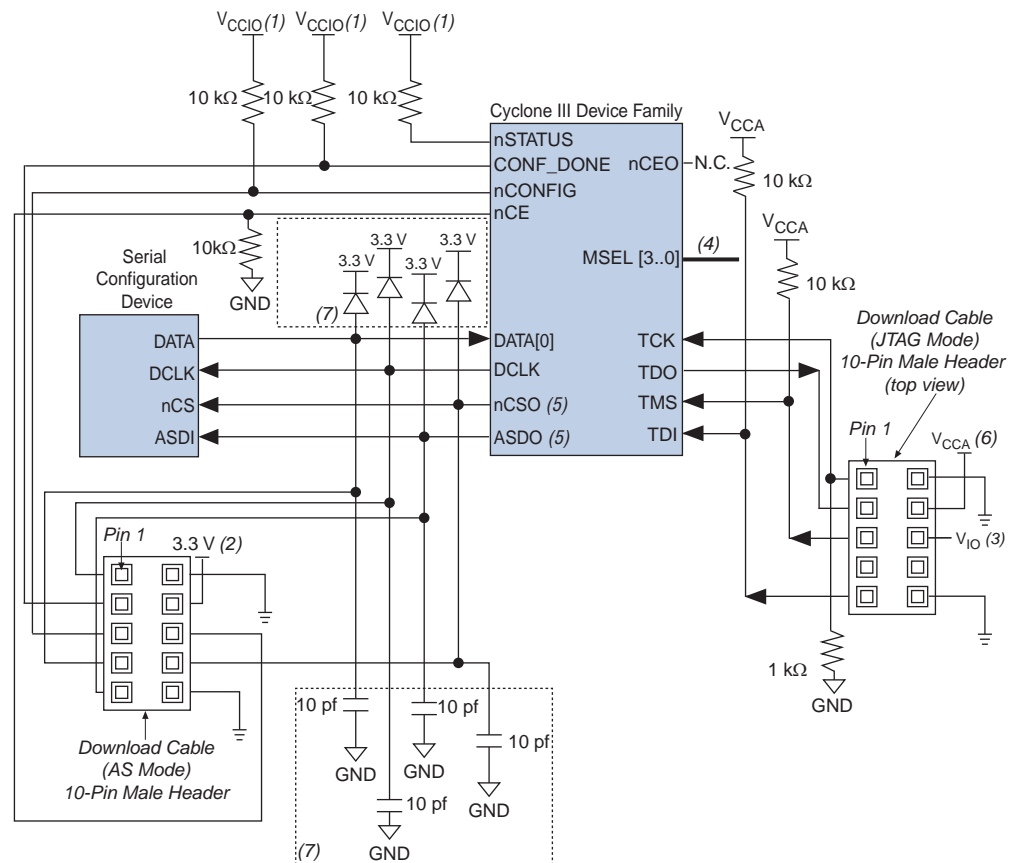 VCCIO (1) VCCIO (1) VCCIO (1)
10 kΩ 10 kΩ 10 kΩ
Cyclone III Device Family
nSTATUS
CONF_DONE
nCONFIG
nCE
nCEO
N.C.
MSEL [3..0]
(4)
VCCA
10 kΩ
VCCA
10 kΩ
10kΩ
GND
3.3 V
3.3 V
3.3 V
3.3 V
(7)
Serial
Configuration
Device
DATA
DCLK
nCS
ASDI
DATA[0]
DCLK
nCSO (5)
ASDO (5)
TCK
TDO
TMS
TDI
Download Cable
(JTAG Mode)
10-Pin Male Header
(top view)
Pin 1
VCCA (6)
VIO (3)
1 kΩ
GND
Pin 1
3.3 V (2)
Download Cable
(AS Mode)
10-Pin Male Header
10 pf
GND
10 pf
GND
10 pf
GND
10 pf
GND
(7)